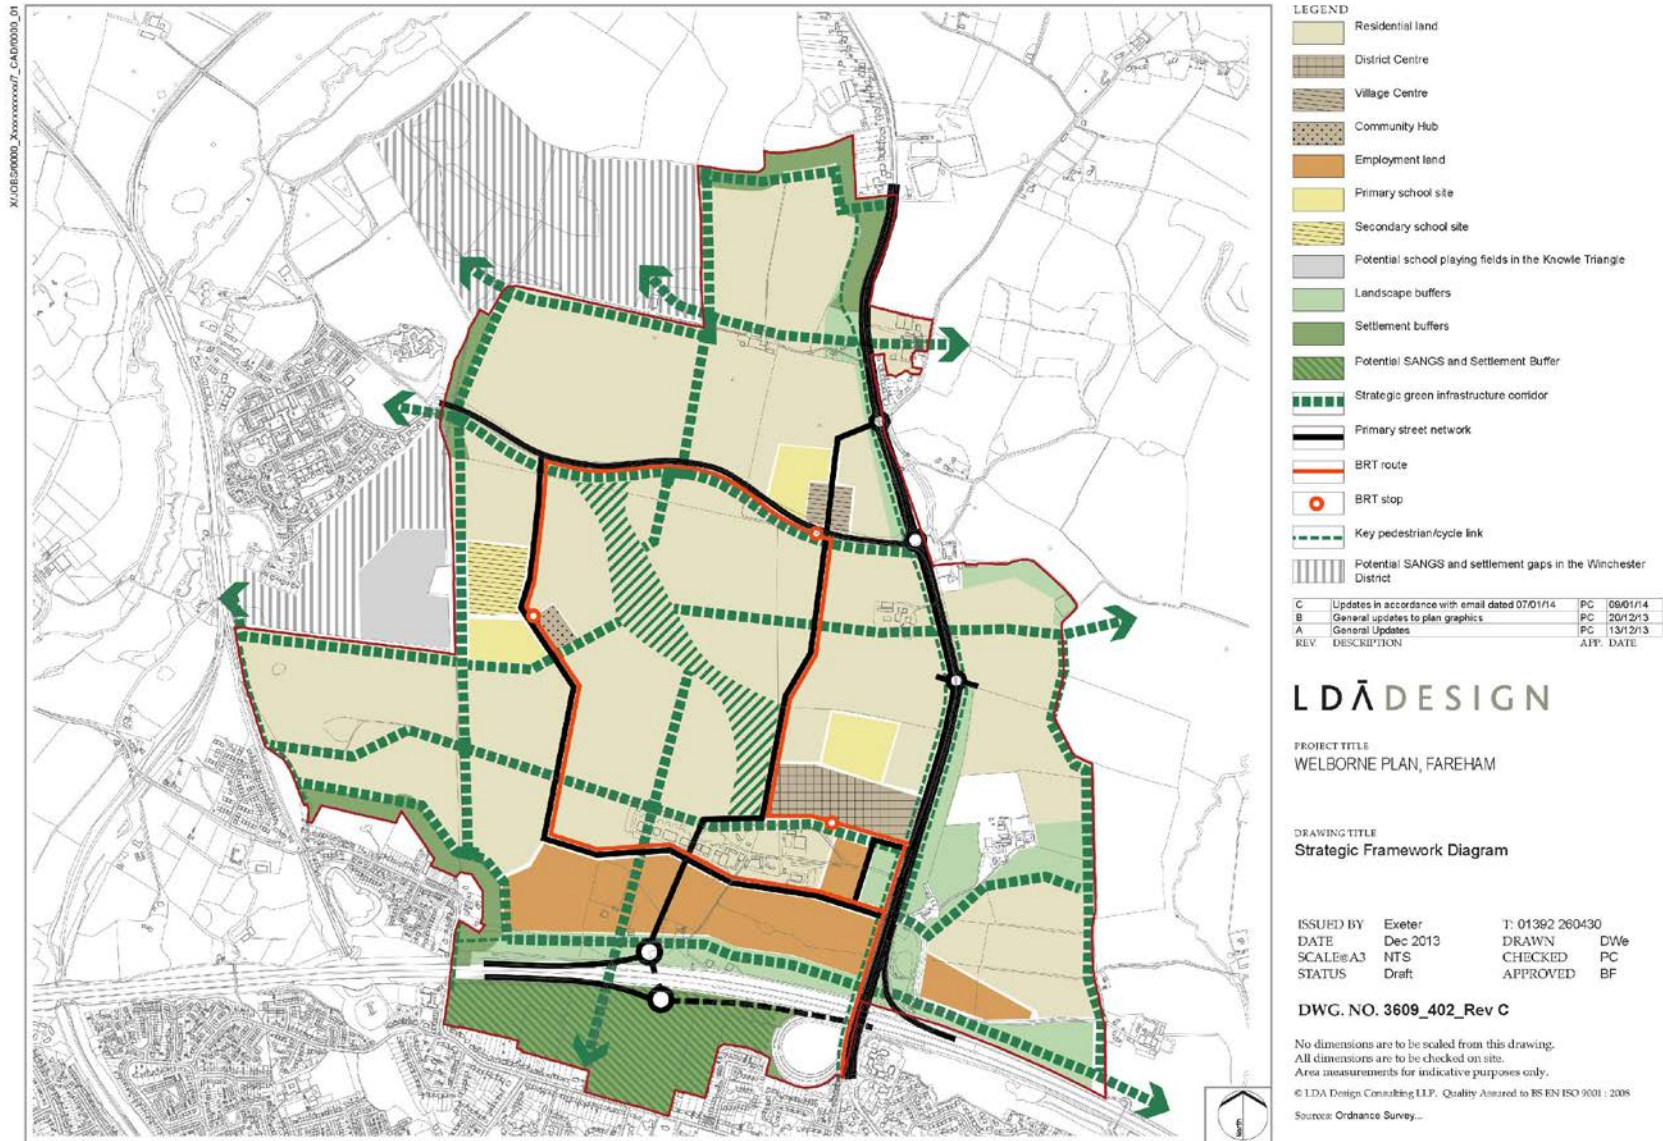 LEGEND
Residential land
District Centre
Village Centre
Community Hub
Employment land
Primary school site
Secondary school site
Potential school playing fields in the Knowle Triangle
Landscape buffers
Settlement buffers
Potential SANGS and Settlement Buffer
Strategic green infrastructure corridor
Primary street network
BRT route
BRT stop
Key pedestrian/cycle link
Potential SANGS and settlement gaps in the Winchester
District
C Updates in accordance with email dated 07/01/14 PC 09/01/14
B General updates to plan graphics PC 20/12/13
A General Updates PC 13/12/13
REV. DESCRIPTION APP. DATE
LDĀDESIGN
PROJECT TITLE
WELBORNE PLAN, FAREHAM
DRAWING TITLE
Strategic Framework Diagram
ISSUED BY Exeter T: 01392 260430
DATE Dec 2013 DRAWN DWe
SCALE@A3 NTS CHECKED PC
STATUS Draft APPROVED BF
DWG. NO. 3609_402_Rev C
No dimensions are to be scaled from this drawing.
All dimensions are to be checked on site.
Area measurements for indicative purposes only.
© LDA Design Consulting LLP. Quality Assured to BS EN ISO 9001 : 2008
Sources: Ordnance Survey...
North